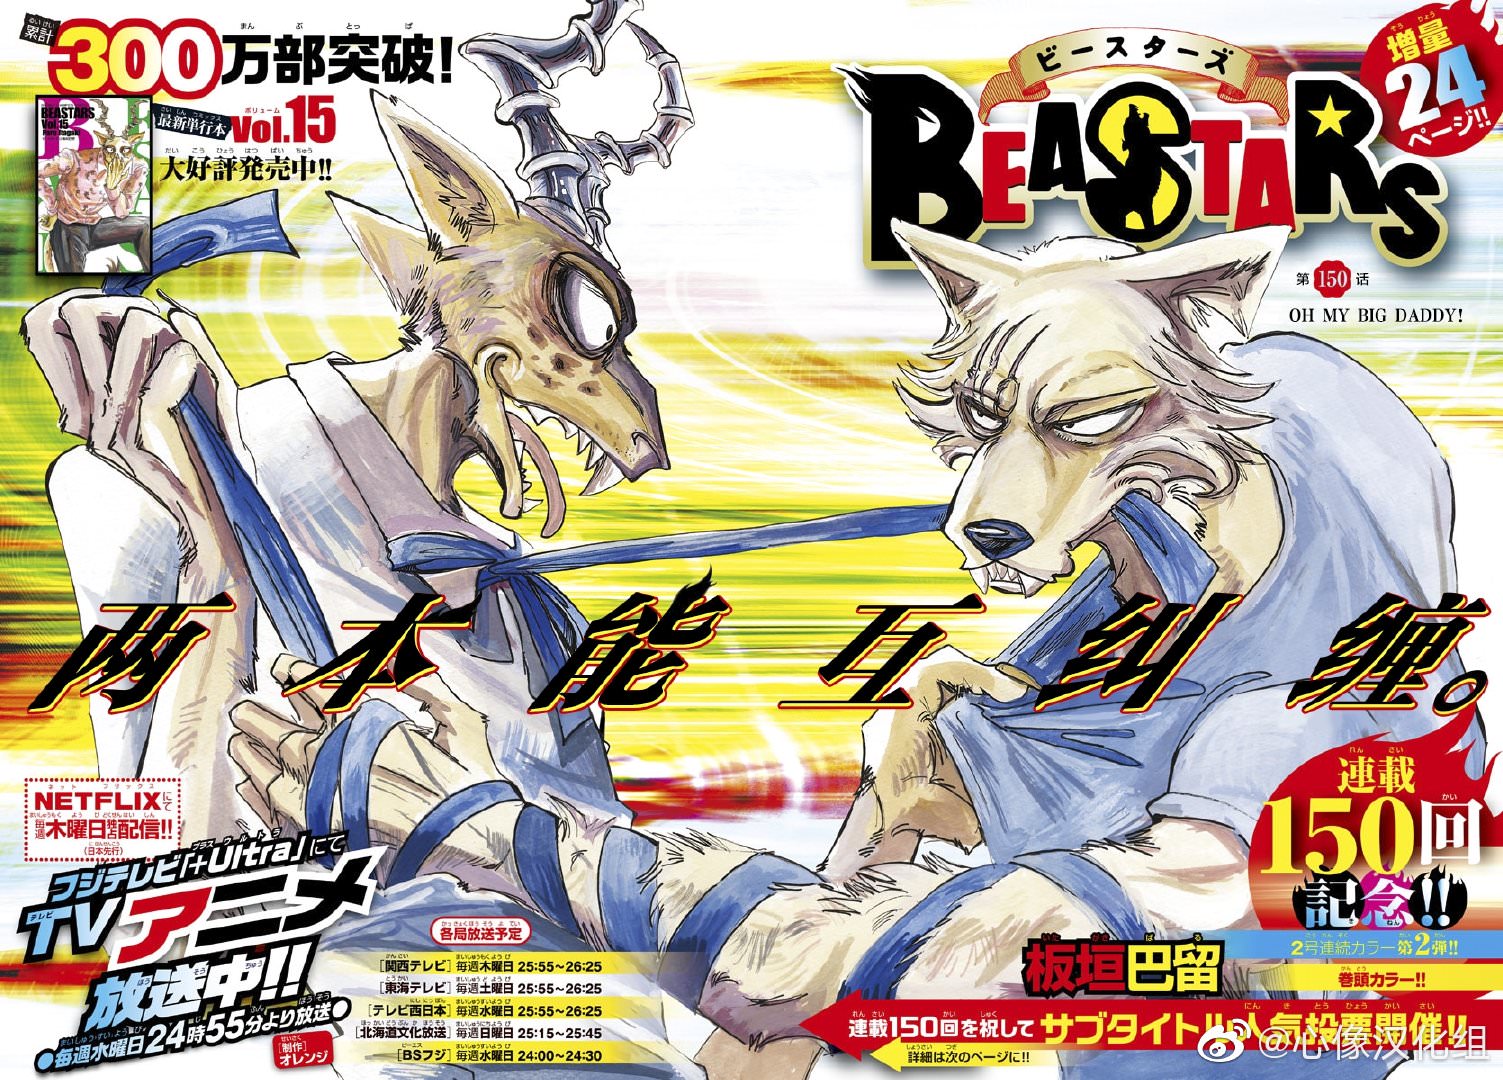 累計300万部突破!
BEASTARS
Vol.15
最新単行本
Vol.15
大好評発売中!!
ビースターズ
BEASTARS
増量
24
ページ!!
第150话
OH MY BIG DADDY!
两本能互纠缠。
NETFLIXにて
毎週木曜日独占配信!!
(日本先行)
フジテレビ「+Ultra」にて
TVアニメ
放送中!!
●毎週水曜日24時55分より放送●
[制作]
オレンジ
各局放送予定
[関西テレビ] 毎週木曜日 25:55~26:25
[東海テレビ] 毎週土曜日 25:55~26:25
[テレビ西日本] 毎週水曜日 25:55~26:25
[北海道文化放送] 毎週日曜日 25:15~25:45
[BSフジ] 毎週水曜日 24:00~24:30
連載
150回
記念!!
板垣巴留
2号連続カラー第2弾!!
巻頭カラー!!
連載150回を祝して サブタイトル人気投票開催!!
詳細は次のページに!!
@心像汉化组